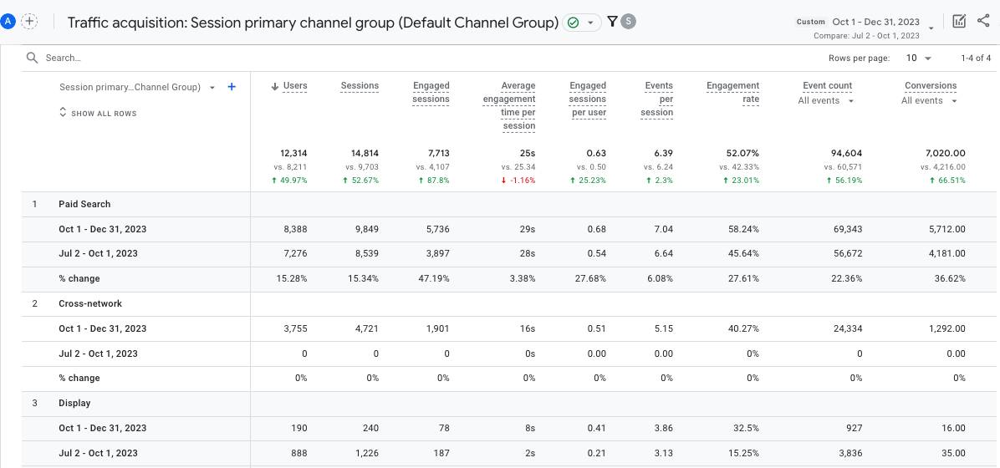 A
Traffic acquisition: Session primary channel group (Default Channel Group)
S
Custom Oct 1 - Dec 31, 2023
Compare: Jul 2 - Oct 1, 2023
Search...
Rows per page: 10 1-4 of 4
Session primary...Channel Group) +
SHOW ALL ROWS
Users Sessions Engaged sessions Average engagement time per session Engaged sessions per user Events per session Engagement rate Event count Conversions
All events All events
12,314 14,814 7,713 25s 0.63 6.39 52.07% 94,604 7,020.00
vs. 8,211 vs. 9,703 vs. 4,107 vs. 25.34 vs. 0.50 vs. 6.24 vs. 42.33% vs. 60,571 vs. 4,216.00
49.97% 52.67% 87.8% -1.16% 25.23% 2.3% 23.01% 56.19% 66.51%
1 Paid Search
Oct 1 - Dec 31, 2023 8,388 9,849 5,736 29s 0.68 7.04 58.24% 69,343 5,712.00
Jul 2 - Oct 1, 2023 7,276 8,539 3,897 28s 0.54 6.64 45.64% 56,672 4,181.00
% change 15.28% 15.34% 47.19% 3.38% 27.68% 6.08% 27.61% 22.36% 36.62%
2 Cross-network
Oct 1 - Dec 31, 2023 3,755 4,721 1,901 16s 0.51 5.15 40.27% 24,334 1,292.00
Jul 2 - Oct 1, 2023 0 0 0 0s 0.00 0.00 0% 0 0.00
% change 0% 0% 0% 0% 0% 0% 0% 0% 0%
3 Display
Oct 1 - Dec 31, 2023 190 240 78 8s 0.41 3.86 32.5% 927 16.00
Jul 2 - Oct 1, 2023 888 1,226 187 2s 0.21 3.13 15.25% 3,836 35.00